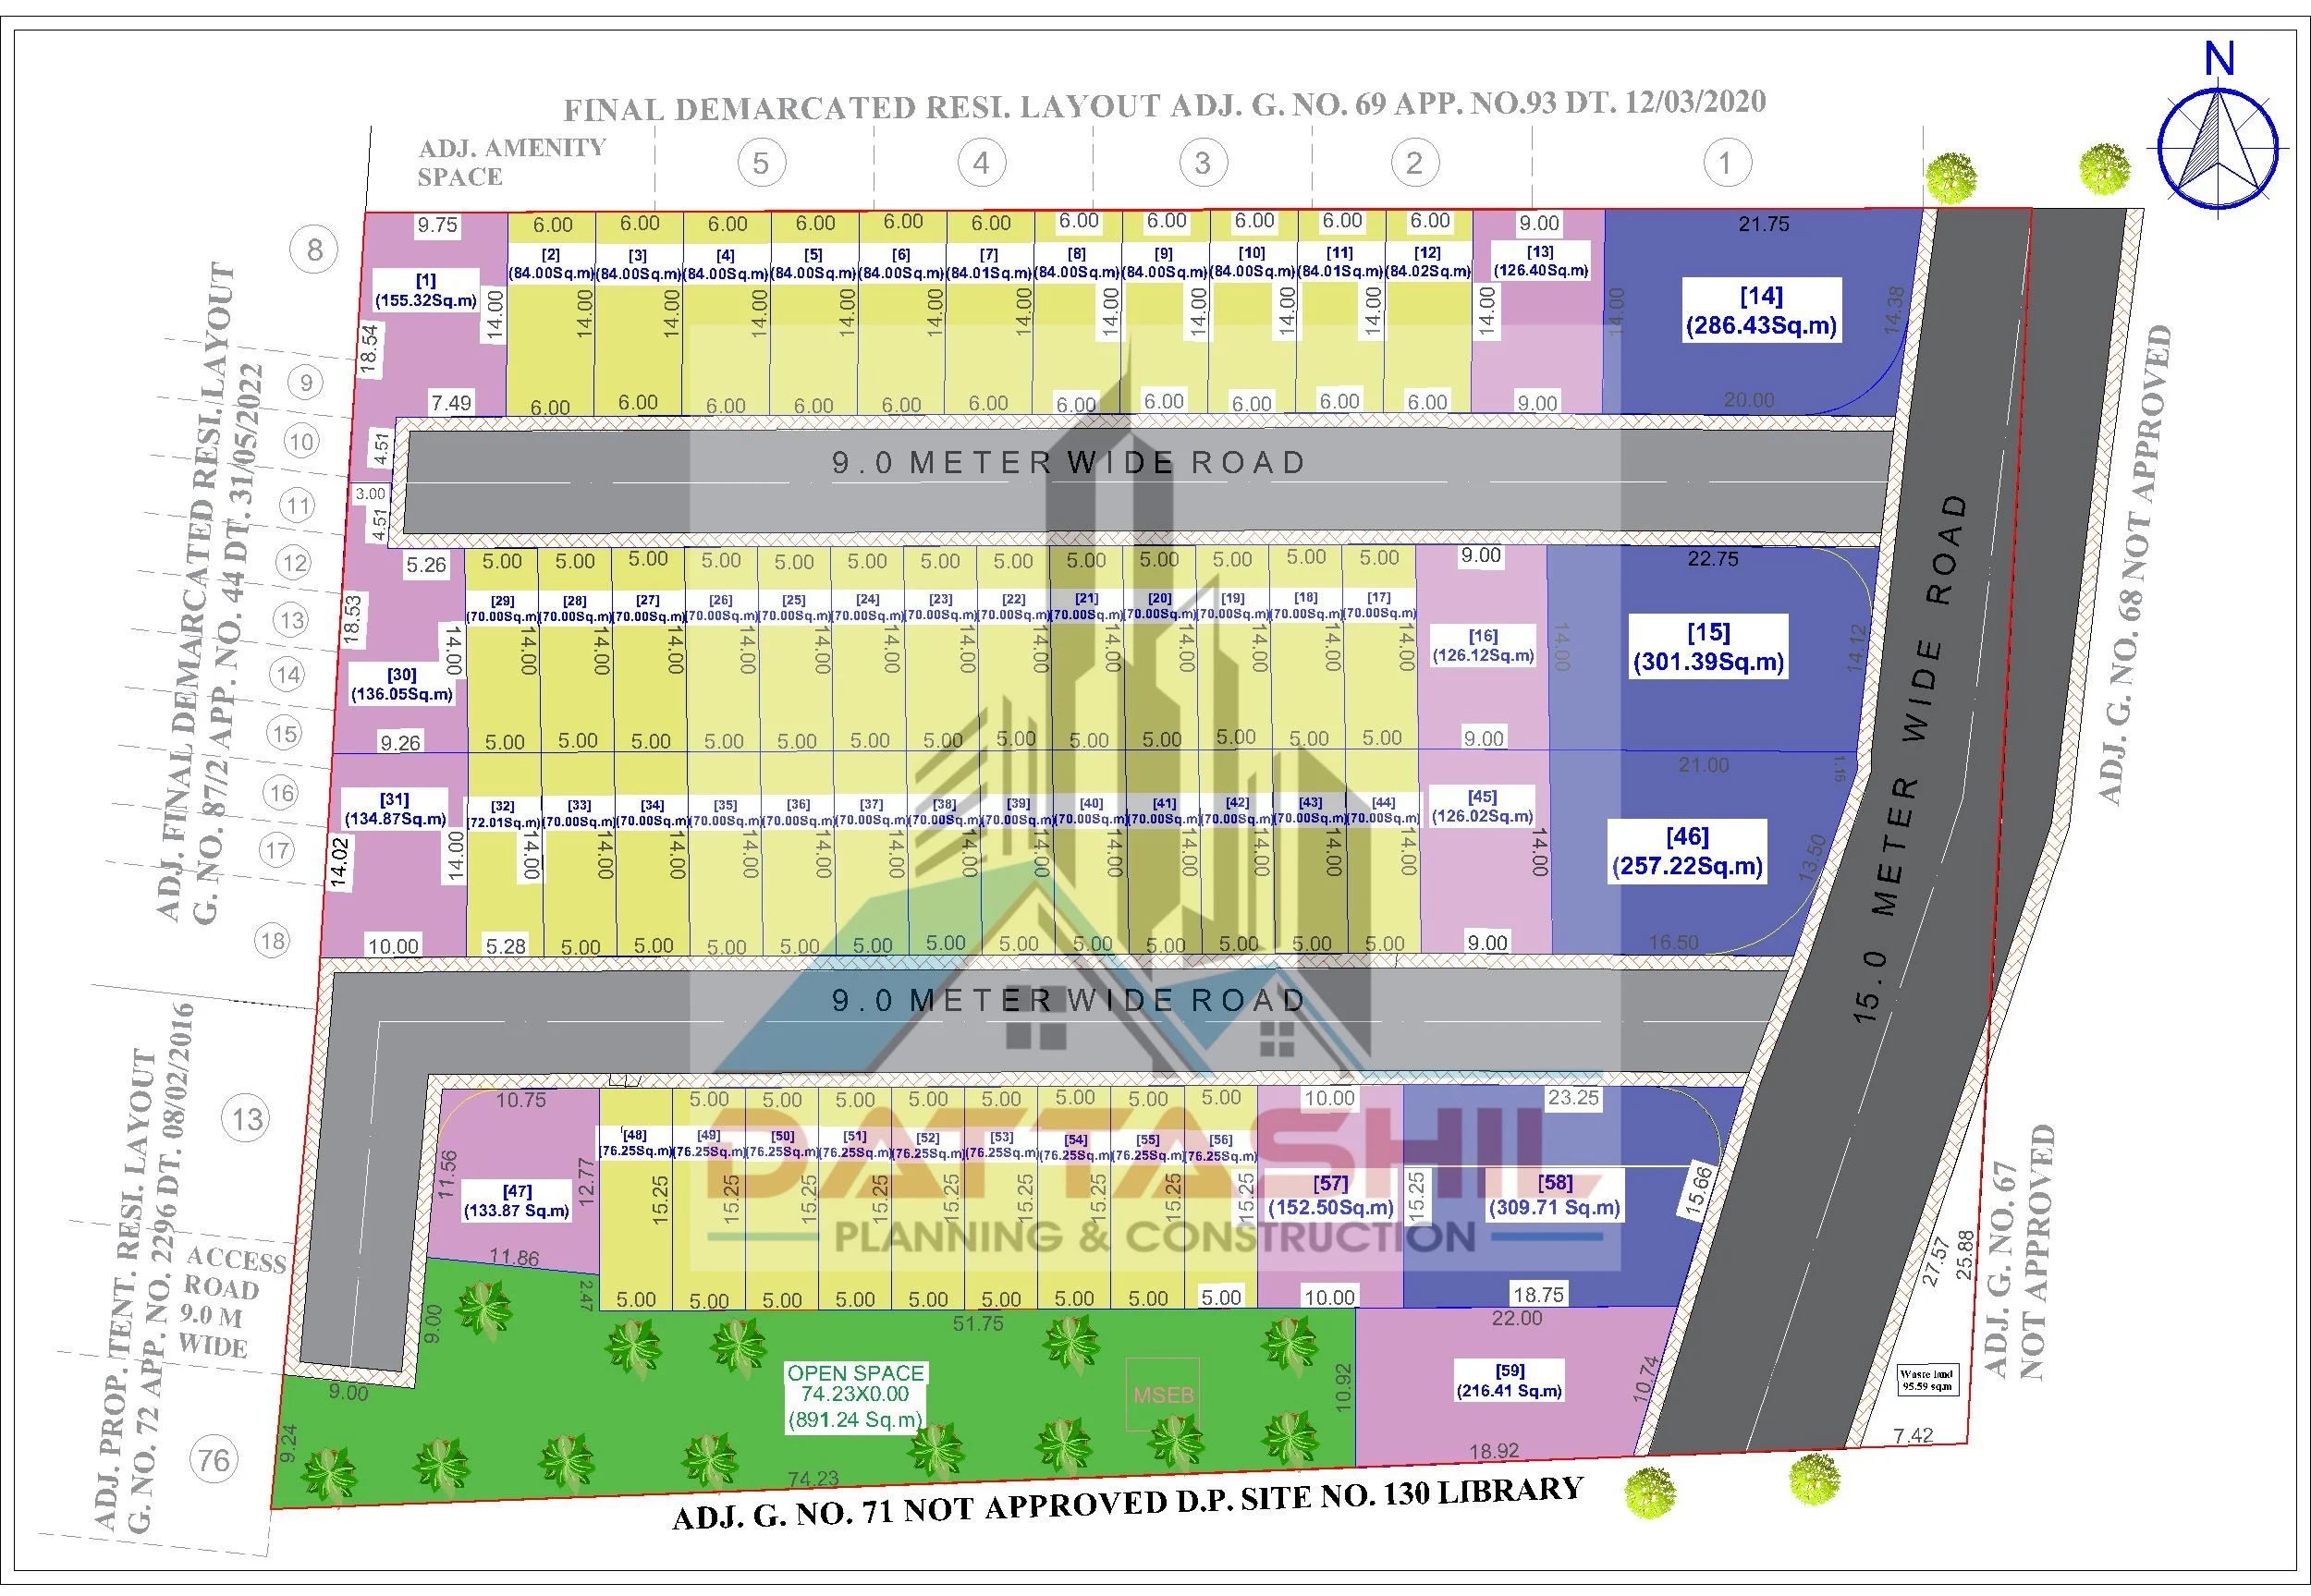 N
FINAL DEMARCATED RESI. LAYOUT ADJ. G. NO. 69 APP. NO.93 DT. 12/03/2020
ADJ. AMENITY
SPACE
5
4
3
2
1
8
9
10
11
12
13
14
15
16
17
18
13
76
ADJ. FINAL DEMARCATED RESI. LAYOUT
G. NO. 87/2 APP. NO. 44 DT. 31/05/2022
ADJ. PROP. TENT. RESI. LAYOUT
G. NO. 72 APP. NO. 2296 DT. 08/02/2016
ACCESS
ROAD
9.0 M
WIDE
9.75 6.00 6.00 6.00 6.00 6.00 6.00 6.00 6.00 6.00 6.00 6.00 9.00 21.75
[1]
(155.32Sq.m)
[2]
(84.00Sq.m)
[3]
(84.00Sq.m)
[4]
(84.00Sq.m)
[5]
(84.00Sq.m)
[6]
(84.00Sq.m)
[7]
(84.01Sq.m)
[8]
(84.00Sq.m)
[9]
(84.00Sq.m)
[10]
(84.00Sq.m)
[11]
(84.01Sq.m)
[12]
(84.02Sq.m)
[13]
(126.40Sq.m)
[14]
(286.43Sq.m)
18.54 14.00 14.00 14.00 14.00 14.00 14.00 14.00 14.00 14.00 14.00 14.00 14.00 14.00 14.38
7.49 6.00 6.00 6.00 6.00 6.00 6.00 6.00 6.00 6.00 6.00 6.00 9.00 20.00
4.51
3.00
4.51
9.0 METER WIDE ROAD
5.26 5.00 5.00 5.00 5.00 5.00 5.00 5.00 5.00 5.00 5.00 5.00 5.00 5.00 9.00 22.75
[29]
(70.00Sq.m)
[28]
(70.00Sq.m)
[27]
(70.00Sq.m)
[26]
(70.00Sq.m)
[25]
(70.00Sq.m)
[24]
(70.00Sq.m)
[23]
(70.00Sq.m)
[22]
(70.00Sq.m)
[21]
(70.00Sq.m)
[20]
(70.00Sq.m)
[19]
(70.00Sq.m)
[18]
(70.00Sq.m)
[17]
(70.00Sq.m)
[16]
(126.12Sq.m)
[15]
(301.39Sq.m)
18.53 14.00 14.00 14.00 14.00 14.00 14.00 14.00 14.00 14.00 14.00 14.00 14.00 14.00 14.00 14.00 14.12
[30]
(136.05Sq.m)
9.26 5.00 5.00 5.00 5.00 5.00 5.00 5.00 5.00 5.00 5.00 5.00 5.00 5.00 9.00 21.00 1.16
[31]
(134.87Sq.m)
[32]
(72.01Sq.m)
[33]
(70.00Sq.m)
[34]
(70.00Sq.m)
[35]
(70.00Sq.m)
[36]
(70.00Sq.m)
[37]
(70.00Sq.m)
[38]
(70.00Sq.m)
[39]
(70.00Sq.m)
[40]
(70.00Sq.m)
[41]
(70.00Sq.m)
[42]
(70.00Sq.m)
[43]
(70.00Sq.m)
[44]
(70.00Sq.m)
[45]
(126.02Sq.m)
[46]
(257.22Sq.m)
14.02 14.00 14.00 14.00 14.00 14.00 14.00 14.00 14.00 14.00 14.00 14.00 14.00 14.00 14.00 14.00 13.50
10.00 5.28 5.00 5.00 5.00 5.00 5.00 5.00 5.00 5.00 5.00 5.00 5.00 5.00 9.00 16.50
9.0 METER WIDE ROAD
15.0 METER WIDE ROAD
10.75 5.00 5.00 5.00 5.00 5.00 5.00 5.00 5.00 10.00 23.25
[47]
(133.87 Sq.m)
[48]
(76.25Sq.m)
[49]
(76.25Sq.m)
[50]
(76.25Sq.m)
[51]
(76.25Sq.m)
[52]
(76.25Sq.m)
[53]
(76.25Sq.m)
[54]
(76.25Sq.m)
[55]
(76.25Sq.m)
[56]
(76.25Sq.m)
[57]
(152.50Sq.m)
[58]
(309.71 Sq.m)
11.56 12.77 15.25 15.25 15.25 15.25 15.25 15.25 15.25 15.25 15.25 15.25 15.66
DATTASHIL
PLANNING & CONSTRUCTION
11.86
2.47
9.00
5.00 5.00 5.00 5.00 5.00 5.00 5.00 5.00 5.00 10.00 18.75
51.75
22.00
OPEN SPACE
74.23X0.00
(891.24 Sq.m)
MSEB
10.92
[59]
(216.41 Sq.m)
10.74
9.00
9.24
74.23
18.92
27.57
25.88
Waste land
95.59 sq.m
7.42
ADJ. G. NO. 68 NOT APPROVED
ADJ. G. NO. 67
NOT APPROVED
ADJ. G. NO. 71 NOT APPROVED D.P. SITE NO. 130 LIBRARY